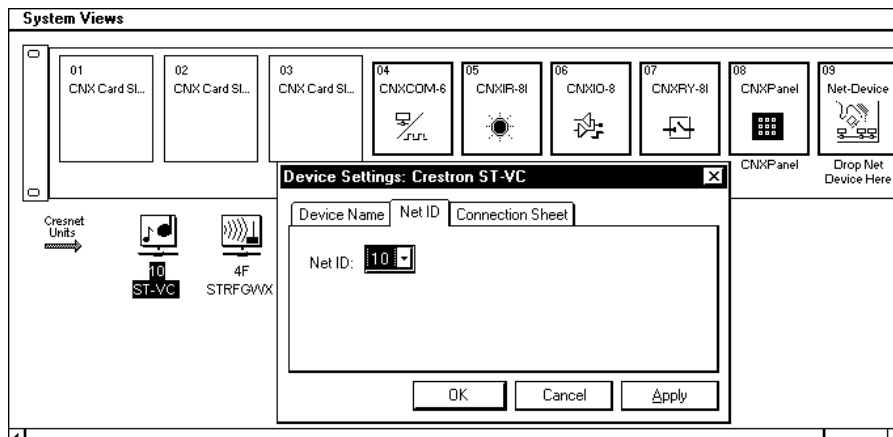 System Views
01 02 03 04 05 06 07 08 09
CNX Card Sl... CNX Card Sl... CNX Card Sl... CNXCOM-6 CNXIR-8I CNXIO-8 CNXRY-8I CNXPanel Net-Device
CNXPanel Drop Net
Device Here
Device Settings: Crestron ST-VC
Device Name Net ID Connection Sheet
Net ID: 10
OK Cancel Apply
Cresnet
Units
10 4F
ST-VC STRFGWX